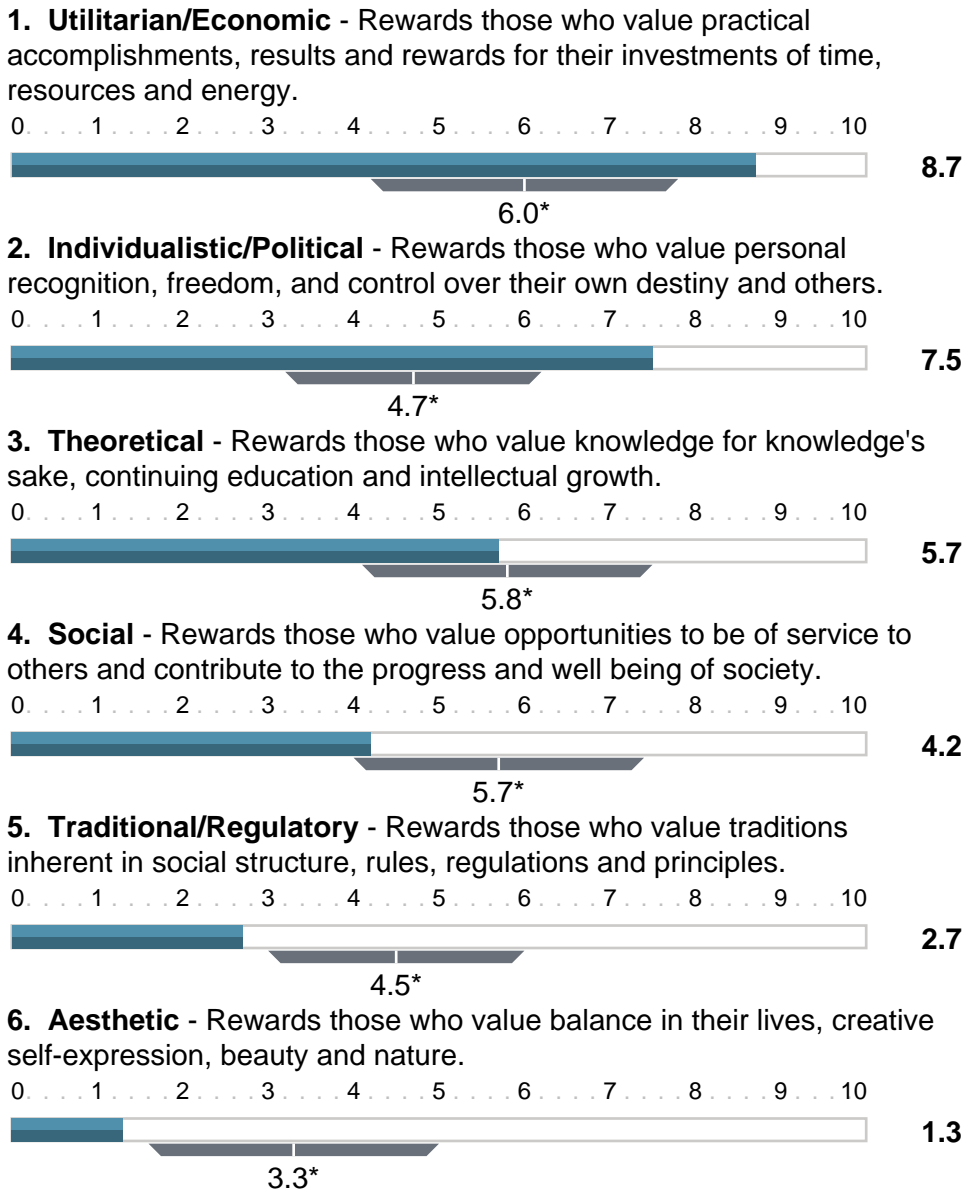 1. Utilitarian/Economic - Rewards those who value practical
accomplishments, results and rewards for their investments of time,
resources and energy.
0. . . . 1 . . . . 2 . . . . 3 . . . . 4 . . . . 5 . . . . 6 . . . . 7 . . . . 8 . . . . 9 . . . 10
8.7
6.0*
2. Individualistic/Political - Rewards those who value personal
recognition, freedom, and control over their own destiny and others.
0. . . . 1 . . . . 2 . . . . 3 . . . . 4 . . . . 5 . . . . 6 . . . . 7 . . . . 8 . . . . 9 . . . 10
7.5
4.7*
3. Theoretical - Rewards those who value knowledge for knowledge's
sake, continuing education and intellectual growth.
0. . . . 1 . . . . 2 . . . . 3 . . . . 4 . . . . 5 . . . . 6 . . . . 7 . . . . 8 . . . . 9 . . . 10
5.7
5.8*
4. Social - Rewards those who value opportunities to be of service to
others and contribute to the progress and well being of society.
0. . . . 1 . . . . 2 . . . . 3 . . . . 4 . . . . 5 . . . . 6 . . . . 7 . . . . 8 . . . . 9 . . . 10
4.2
5.7*
5. Traditional/Regulatory - Rewards those who value traditions
inherent in social structure, rules, regulations and principles.
0. . . . 1 . . . . 2 . . . . 3 . . . . 4 . . . . 5 . . . . 6 . . . . 7 . . . . 8 . . . . 9 . . . 10
2.7
4.5*
6. Aesthetic - Rewards those who value balance in their lives, creative
self-expression, beauty and nature.
0. . . . 1 . . . . 2 . . . . 3 . . . . 4 . . . . 5 . . . . 6 . . . . 7 . . . . 8 . . . . 9 . . . 10
1.3
3.3*